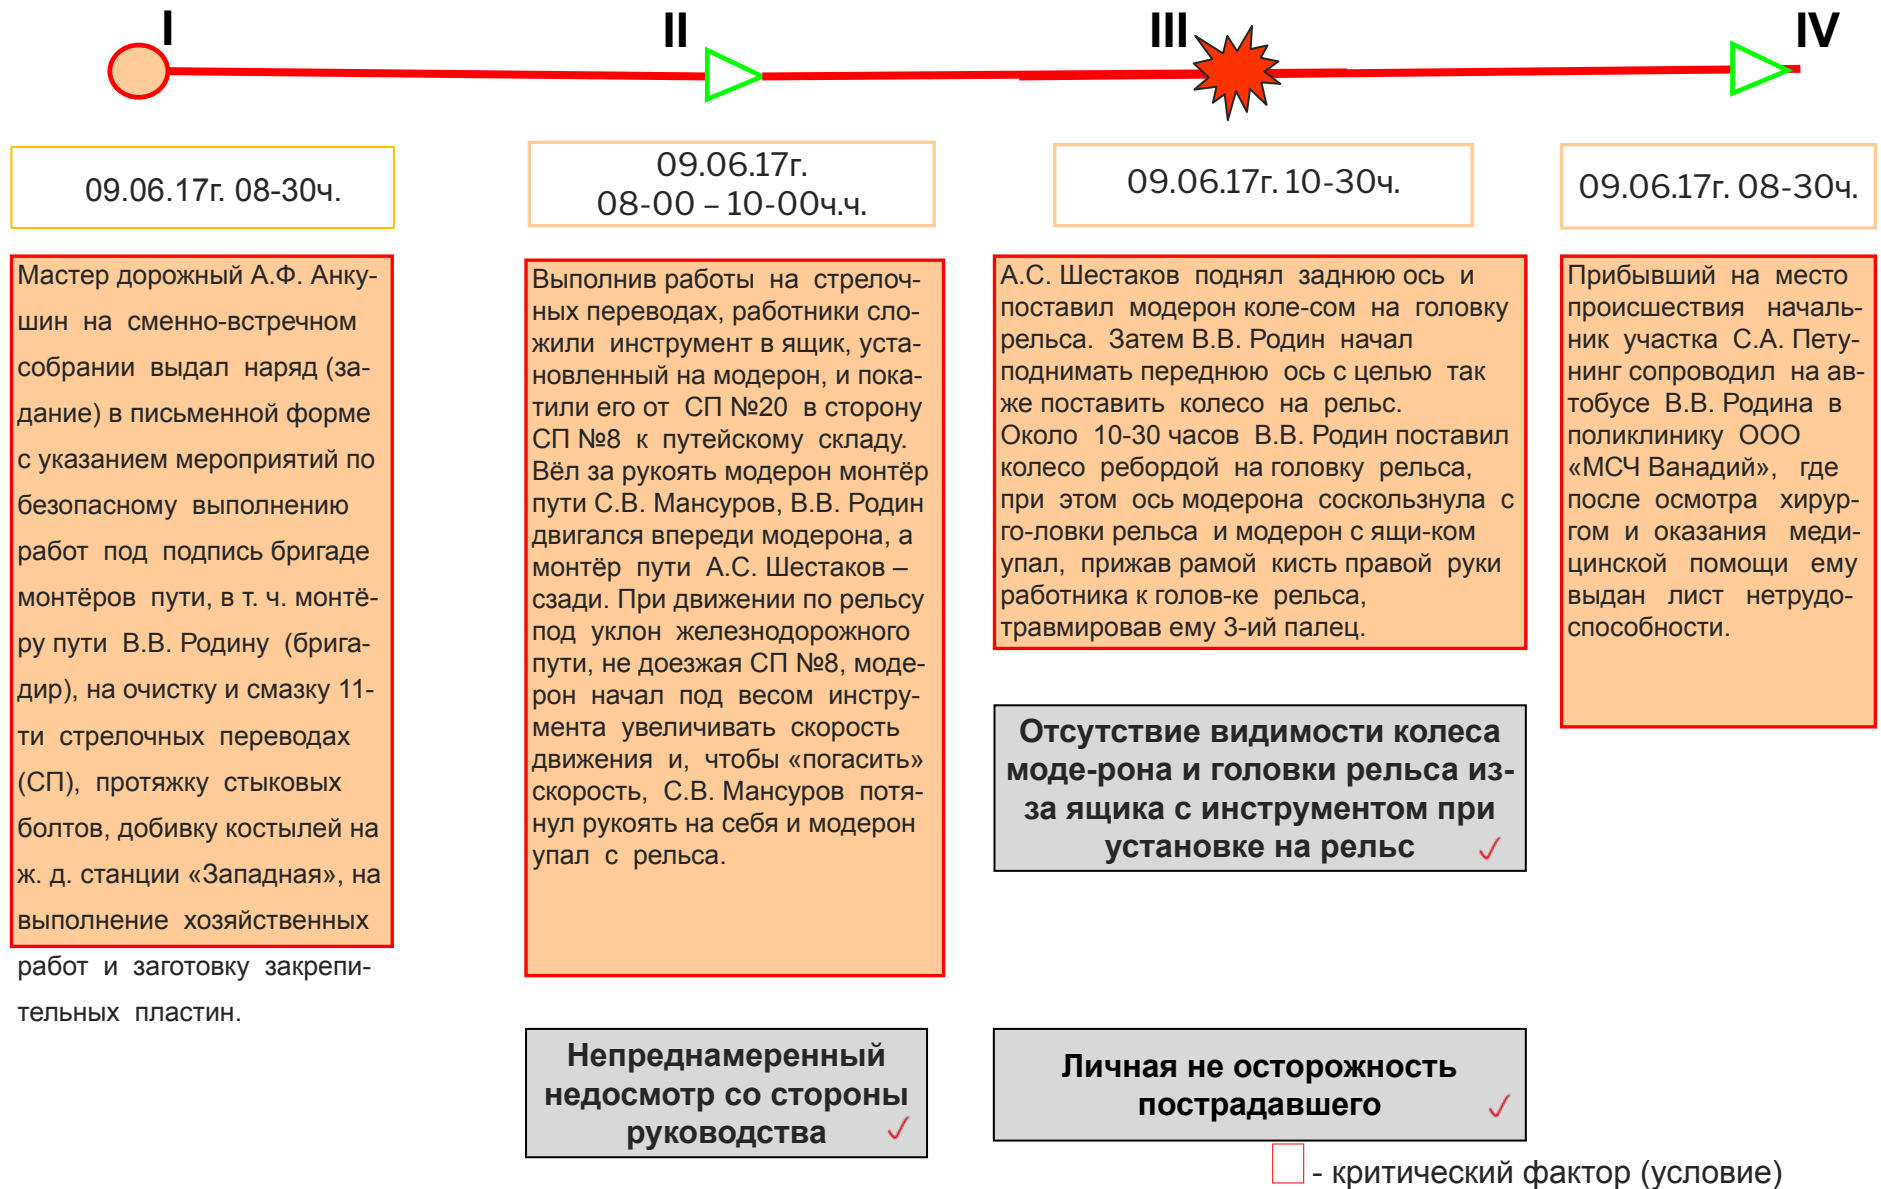 I
II
III
IV
09.06.17г. 08-30ч.
09.06.17г.
08-00 – 10-00ч.ч.
09.06.17г. 10-30ч.
09.06.17г. 08-30ч.
Мастер дорожный А.Ф. Анку-
шин на сменно-встречном
собрании выдал наряд (за-
дание) в письменной форме
с указанием мероприятий по
безопасному выполнению
работ под подпись бригаде
монтёров пути, в т. ч. монтё-
ру пути В.В. Родину (брига-
дир), на очистку и смазку 11-
ти стрелочных переводах
(СП), протяжку стыковых
болтов, добивку костылей на
ж. д. станции «Западная», на
выполнение хозяйственных
работ и заготовку закрепи-
тельных пластин.
Выполнив работы на стрелоч-
ных переводах, работники сло-
жили инструмент в ящик, уста-
новленный на модерон, и пока-
тили его от СП №20 в сторону
СП №8 к путейскому складу.
Вёл за рукоять модерон монтёр
пути С.В. Мансуров, В.В. Родин
двигался впереди модерона, а
монтёр пути А.С. Шестаков –
сзади. При движении по рельсу
под уклон железнодорожного
пути, не доезжая СП №8, моде-
рон начал под весом инстру-
мента увеличивать скорость
движения и, чтобы «погасить»
скорость, С.В. Мансуров потя-
нул рукоять на себя и модерон
упал с рельса.
Непреднамеренный
недосмотр со стороны
руководства
А.С. Шестаков поднял заднюю ось и
поставил модерон коле-сом на головку
рельса. Затем В.В. Родин начал
поднимать переднюю ось с целью так
же поставить колесо на рельс.
Около 10-30 часов В.В. Родин поставил
колесо ребордой на головку рельса,
при этом ось модерона соскользнула с
го-ловки рельса и модерон с ящи-ком
упал, прижав рамой кисть правой руки
работника к голов-ке рельса,
травмировав ему 3-ий палец.
Отсутствие видимости колеса
моде-рона и головки рельса из-
за ящика с инструментом при
установке на рельс
Личная не осторожность
пострадавшего
Прибывший на место
происшествия началь-
ник участка С.А. Пету-
нинг сопроводил на ав-
тобусе В.В. Родина в
поликлинику ООО
«МСЧ Ванадий», где
после осмотра хирур-
гом и оказания меди-
цинской помощи ему
выдан лист нетрудо-
способности.
- критический фактор (условие)